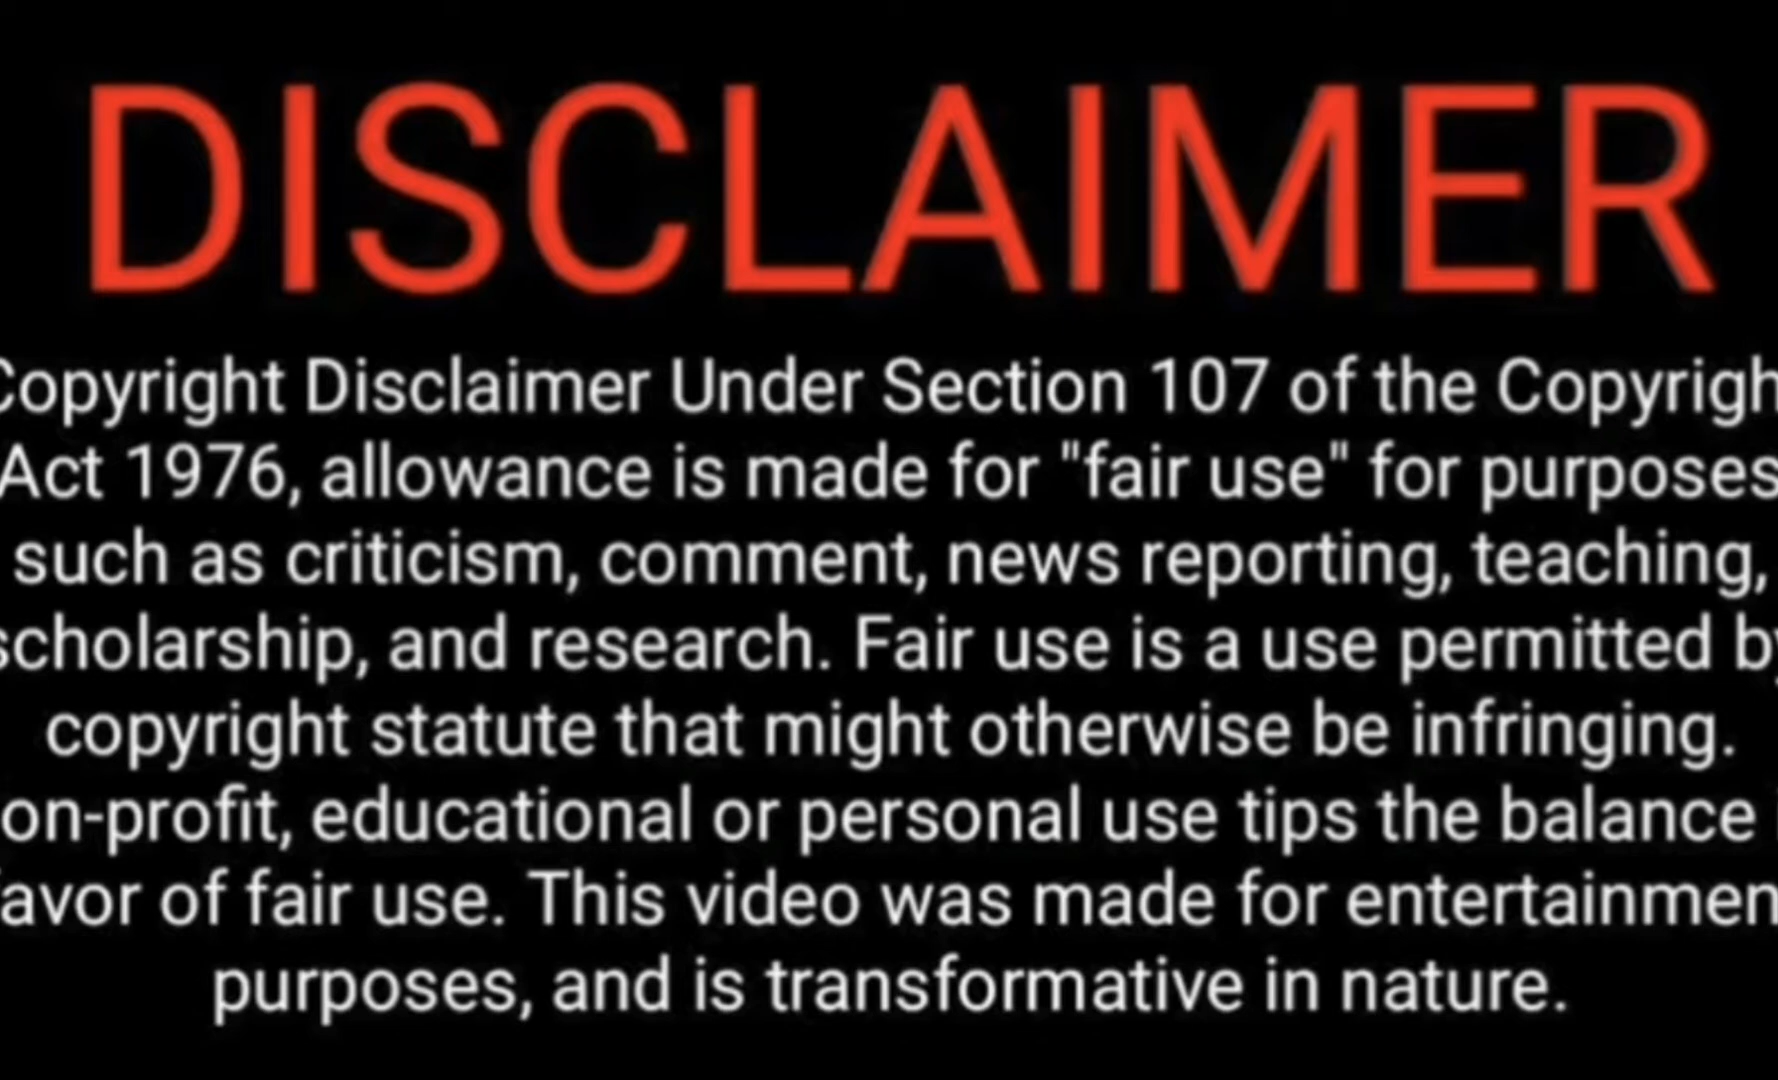 DISCLAIMER
Copyright Disclaimer Under Section 107 of the Copyrigh
Act 1976, allowance is made for "fair use" for purposes
such as criticism, comment, news reporting, teaching,
scholarship, and research. Fair use is a use permitted by
copyright statute that might otherwise be infringing.
on-profit, educational or personal use tips the balance
avor of fair use. This video was made for entertainmen
purposes, and is transformative in nature.